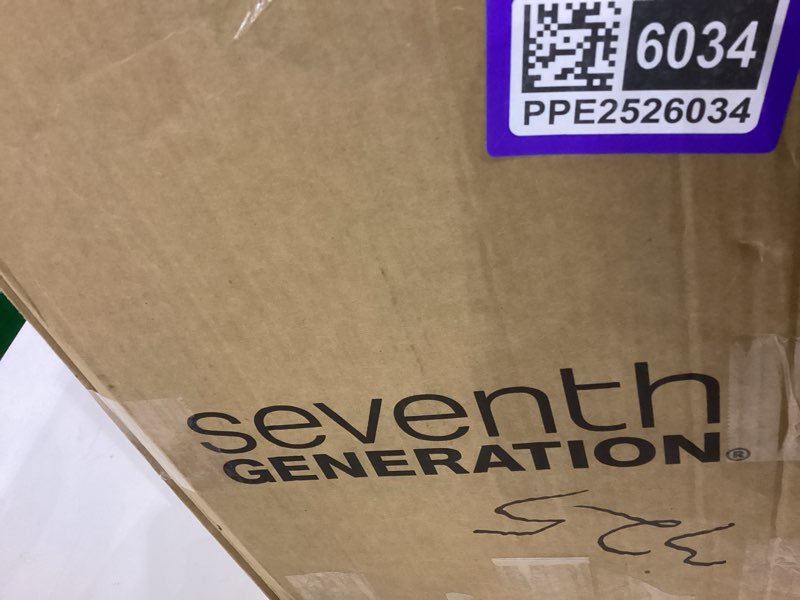 6034
PPE2526034
seventh
GENERATION®